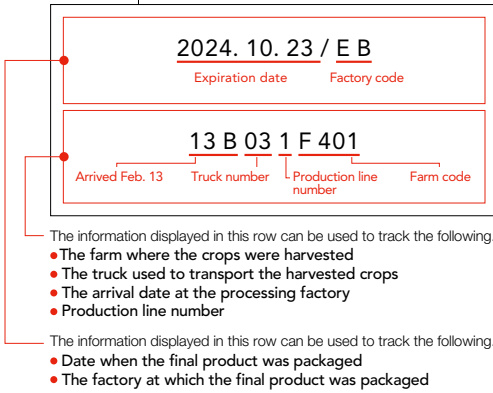 2024. 10. 23 / E B
Expiration date Factory code
13 B 03 1 F 401
Arrived Feb. 13 Truck number Production line number Farm code
The information displayed in this row can be used to track the following.
● The farm where the crops were harvested
● The truck used to transport the harvested crops
● The arrival date at the processing factory
● Production line number
The information displayed in this row can be used to track the following.
● Date when the final product was packaged
● The factory at which the final product was packaged